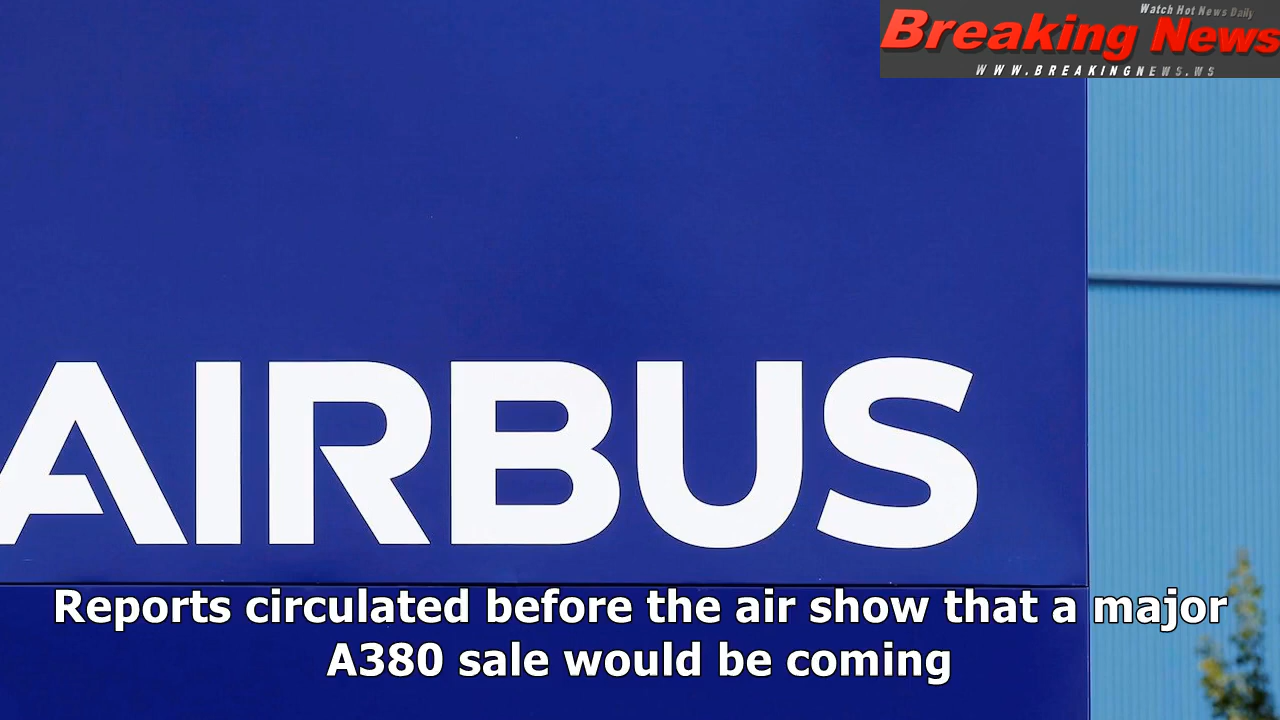 Watch Hot News Daily
Breaking News
WWW.BREAKINGNEWS.WS
AIRBUS
Reports circulated before the air show that a major
A380 sale would be coming